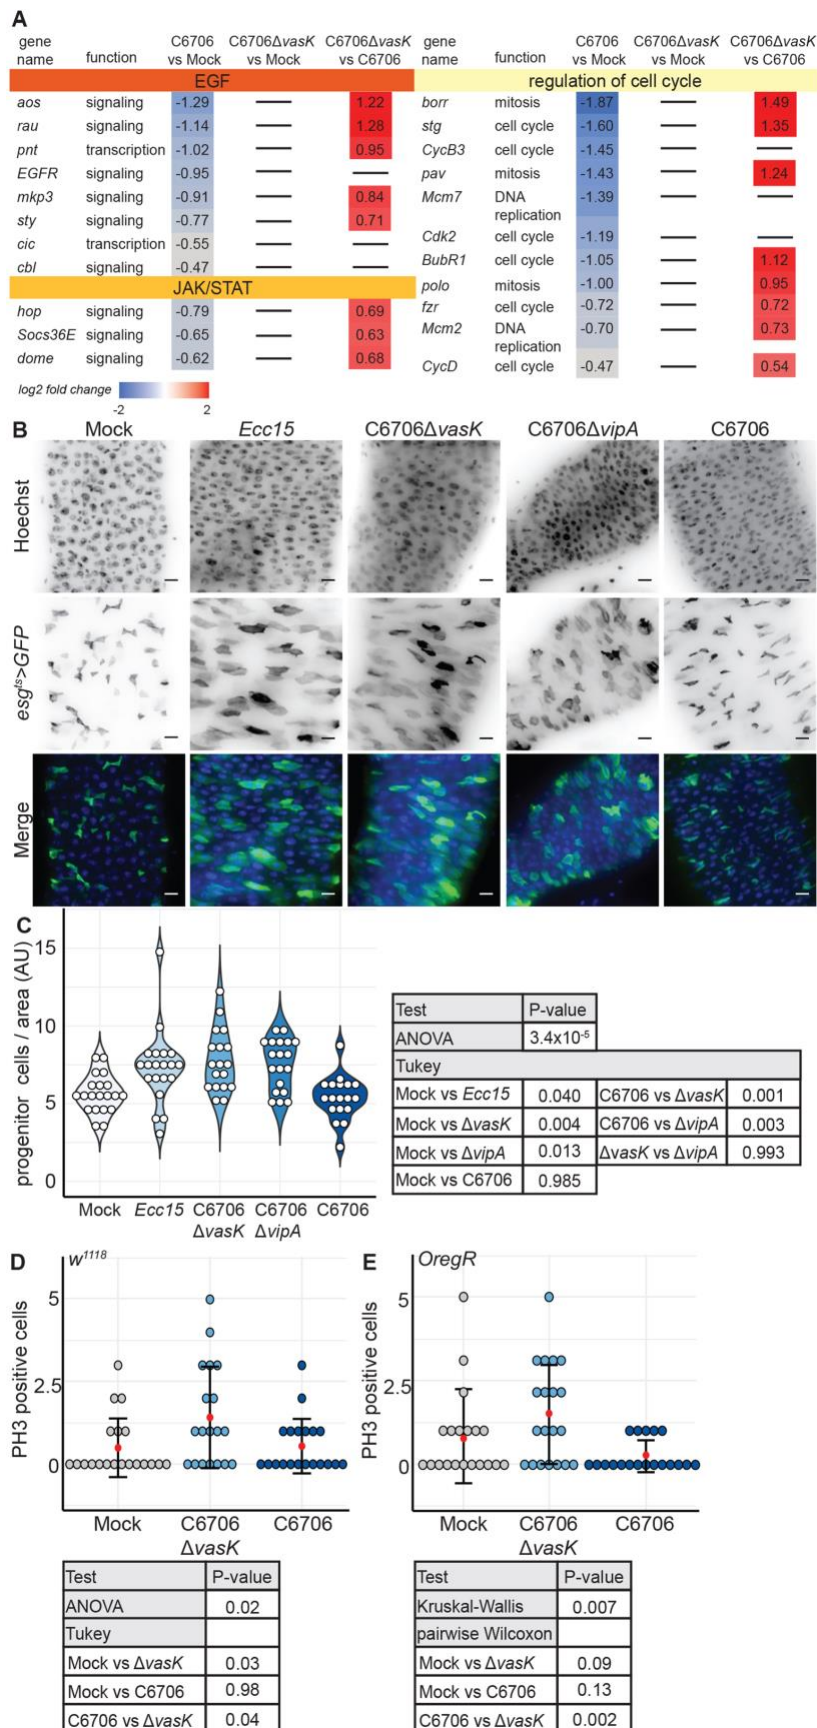 A
gene name function C6706 vs Mock C6706ΔvasK vs Mock C6706ΔvasK vs C6706
EGF
aos signaling -1.29 — 1.22
rau signaling -1.14 — 1.28
pnt transcription -1.02 — 0.95
EGFR signaling -0.95 — —
mkp3 signaling -0.91 — 0.84
sty signaling -0.77 — 0.71
cic transcription -0.55 — —
cbl signaling -0.47 — —
JAK/STAT
hop signaling -0.79 — 0.69
Socs36E signaling -0.65 — 0.63
dome signaling -0.62 — 0.68
log2 fold change
-2 2
gene name function C6706 vs Mock C6706ΔvasK vs Mock C6706ΔvasK vs C6706
regulation of cell cycle
borr mitosis -1.87 — 1.49
stg cell cycle -1.60 — 1.35
CycB3 cell cycle -1.45 — —
pav mitosis -1.43 — 1.24
Mcm7 DNA replication -1.39 — —
Cdk2 cell cycle -1.19 — —
BubR1 cell cycle -1.05 — 1.12
polo mitosis -1.00 — 0.95
fzr cell cycle -0.72 — 0.72
Mcm2 DNA replication -0.70 — 0.73
CycD cell cycle -0.47 — 0.54
B
Mock Ecc15 C6706ΔvasK C6706ΔvipA C6706
Hoechst
esgts>GFP
Merge
C
progenitor cells / area (AU)
15
10
5
0
Mock Ecc15 C6706 ΔvasK C6706 ΔvipA C6706
Test P-value
ANOVA 3.4x10-5
Tukey
Mock vs Ecc15 0.040 C6706 vs ΔvasK 0.001
Mock vs ΔvasK 0.004 C6706 vs ΔvipA 0.003
Mock vs ΔvipA 0.013 ΔvasK vs ΔvipA 0.993
Mock vs C6706 0.985
D
w1118
PH3 positive cells
5
2.5
0
Mock C6706 ΔvasK C6706
Test P-value
ANOVA 0.02
Tukey
Mock vs ΔvasK 0.03
Mock vs C6706 0.98
C6706 vs ΔvasK 0.04
E
OregR
PH3 positive cells
5
2.5
0
Mock C6706 ΔvasK C6706
Test P-value
Kruskal-Wallis 0.007
pairwise Wilcoxon
Mock vs ΔvasK 0.09
Mock vs C6706 0.13
C6706 vs ΔvasK 0.002